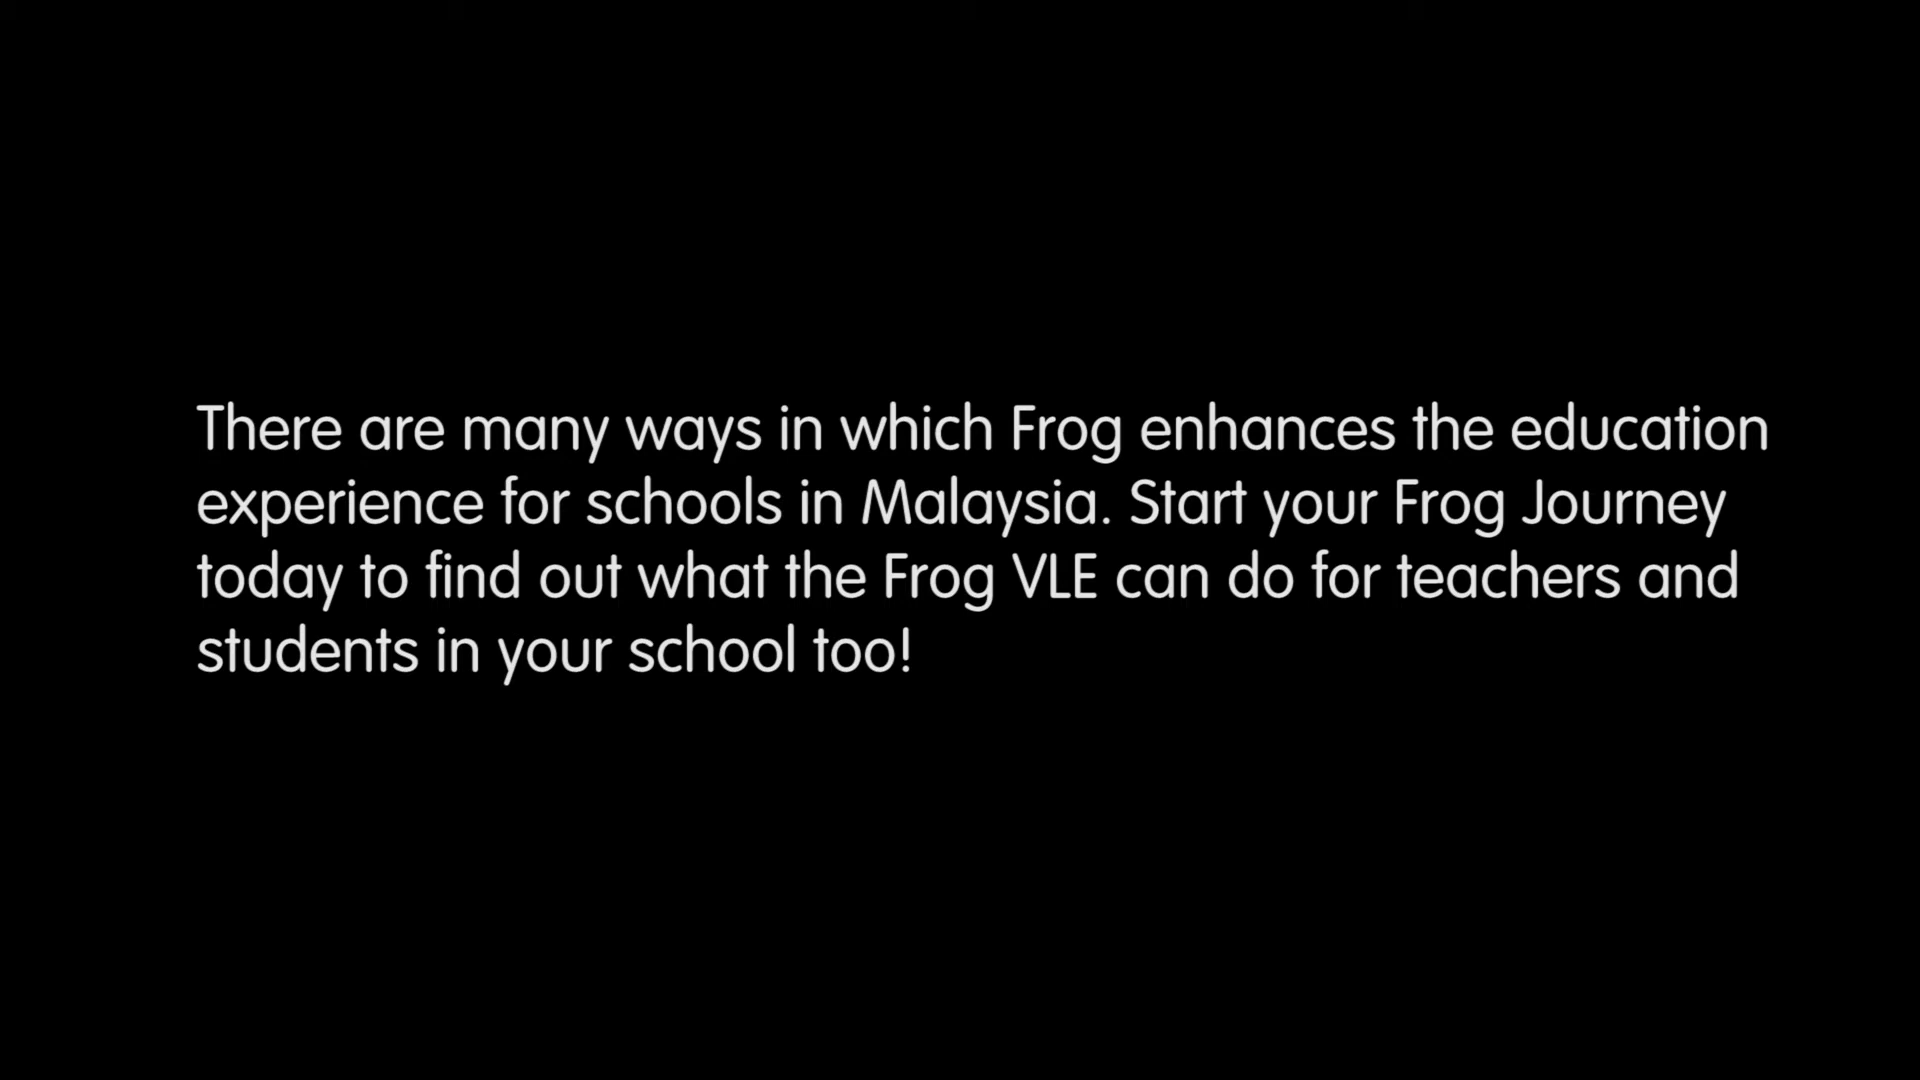 There are many ways in which Frog enhances the education
experience for schools in Malaysia. Start your Frog Journey
today to find out what the Frog VLE can do for teachers and
students in your school too!